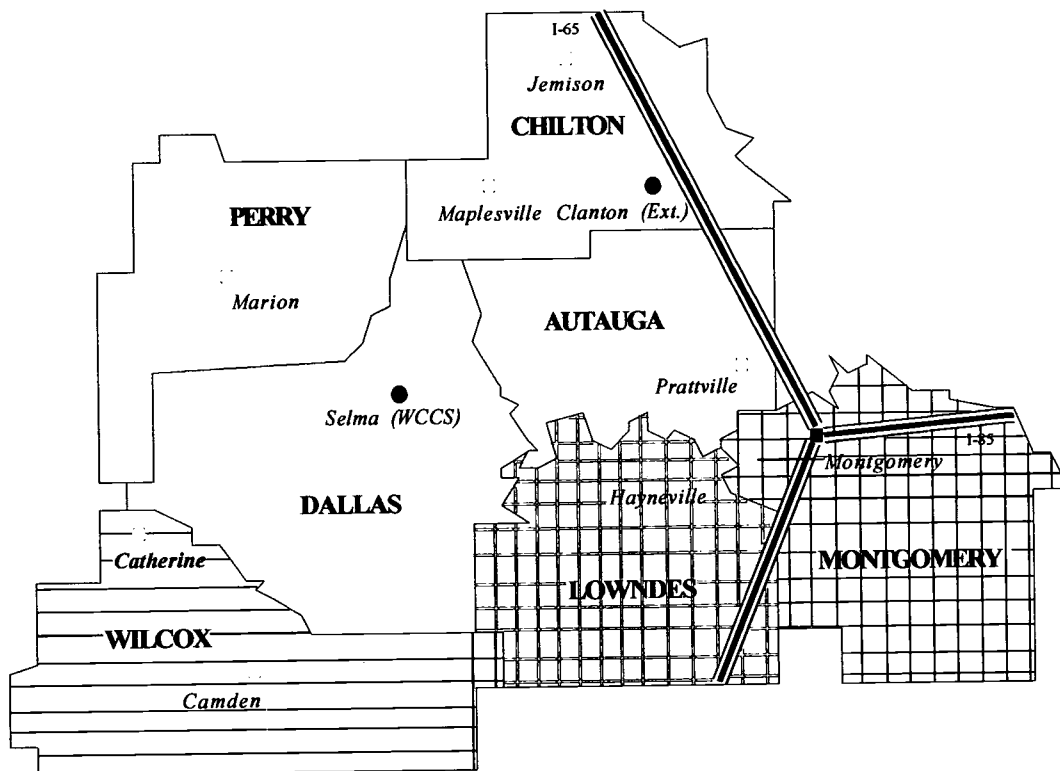 I-65
Jemison
CHILTON
Maplesville Clanton (Ext.)
PERRY
Marion
AUTAUGA
Prattville
Selma (WCCS)
I-85
Montgomery
Hayneville
DALLAS
Catherine
MONTGOMERY
LOWNDES
WILCOX
Camden